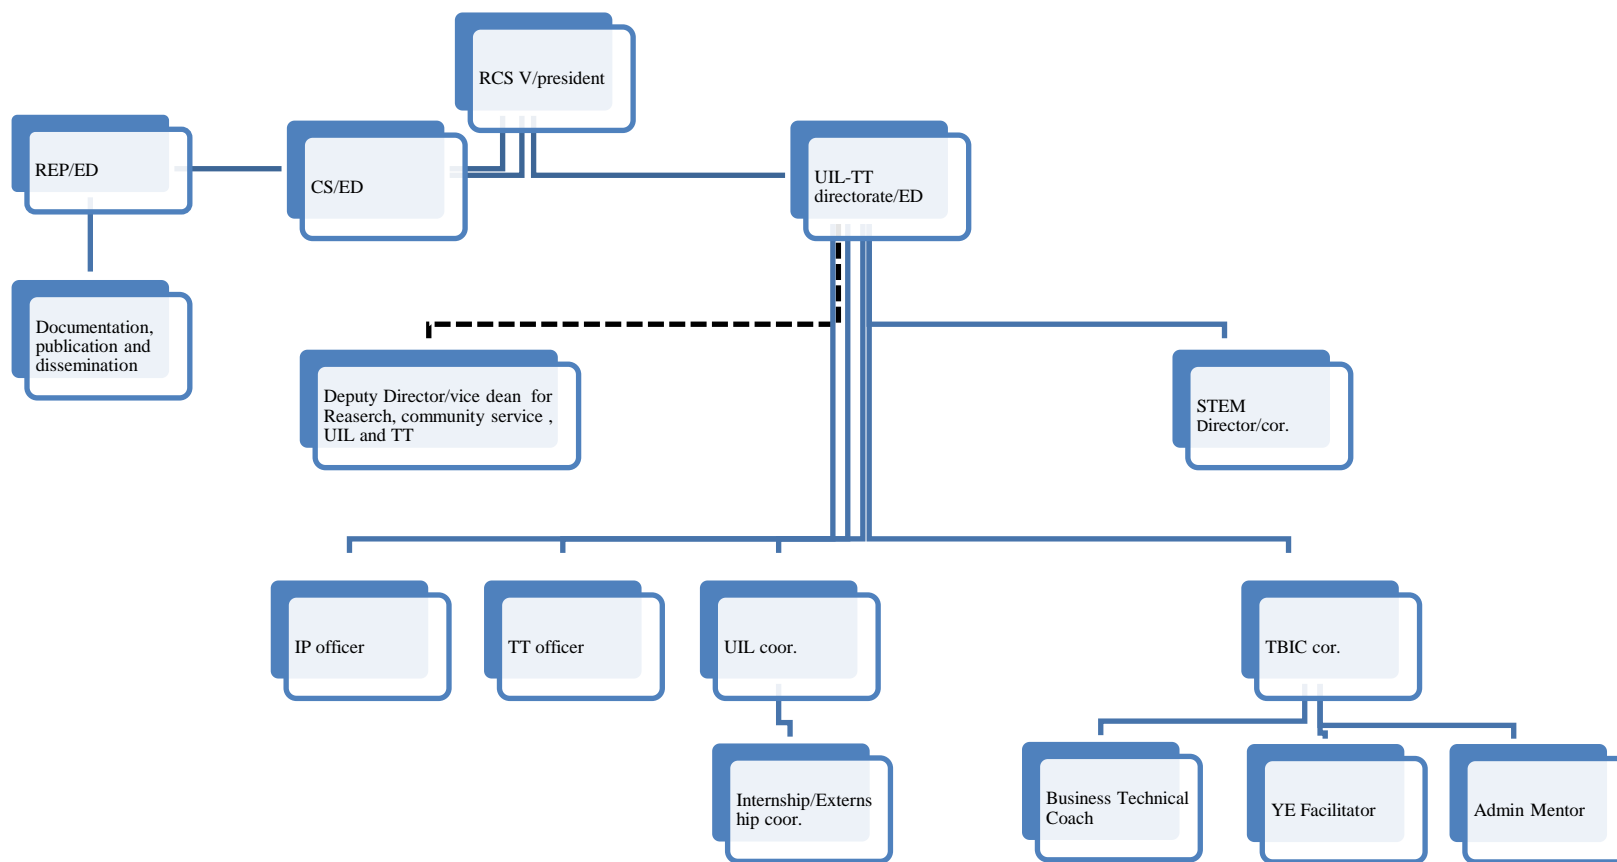 RCS V/president
REP/ED
CS/ED
UIL-TT
directorate/ED
Documentation,
publication and
dissemination
Deputy Director/vice dean for
Reaserch, community service ,
UIL and TT
STEM
Director/cor.
IP officer
TT officer
UIL coor.
TBIC cor.
Internship/Externs
hip coor.
Business Technical
Coach
YE Facilitator
Admin Mentor